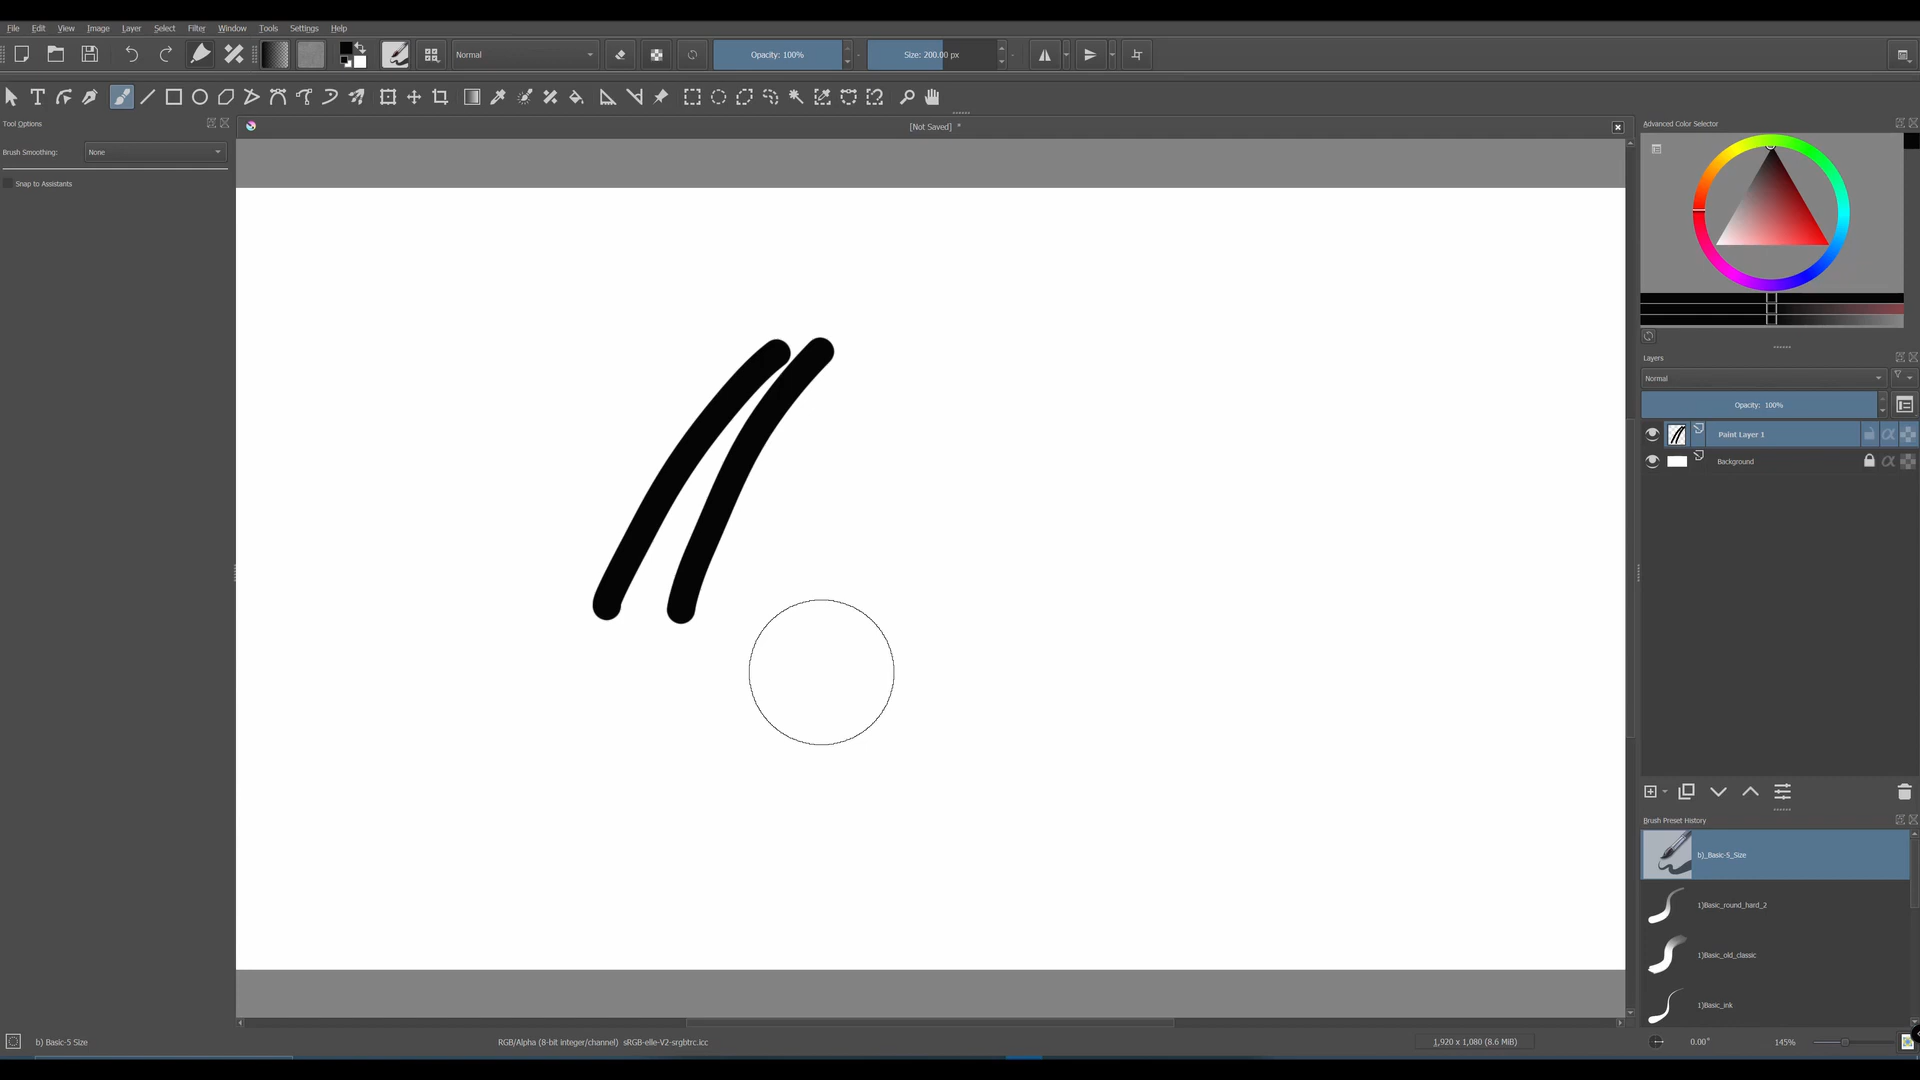 File Edit View Image Layer Select Filter Window Tools Settings Help
Normal Opacity: 100% Size: 200.00 px
Tool Options
[Not Saved] *
Advanced Color Selector
Brush Smoothing: None
Snap to Assistants
Layers
Normal
Opacity: 100%
Paint Layer 1
Background
Brush Preset History
b)_Basic-5_Size
1)Basic_round_hard_2
1)Basic_old_classic
1)Basic_ink
b) Basic-5 Size RGB/Alpha (8-bit integer/channel) sRGB-elle-V2-srgbtrc.icc 1,920 x 1,080 (8.6 MiB) 0.00° 145%